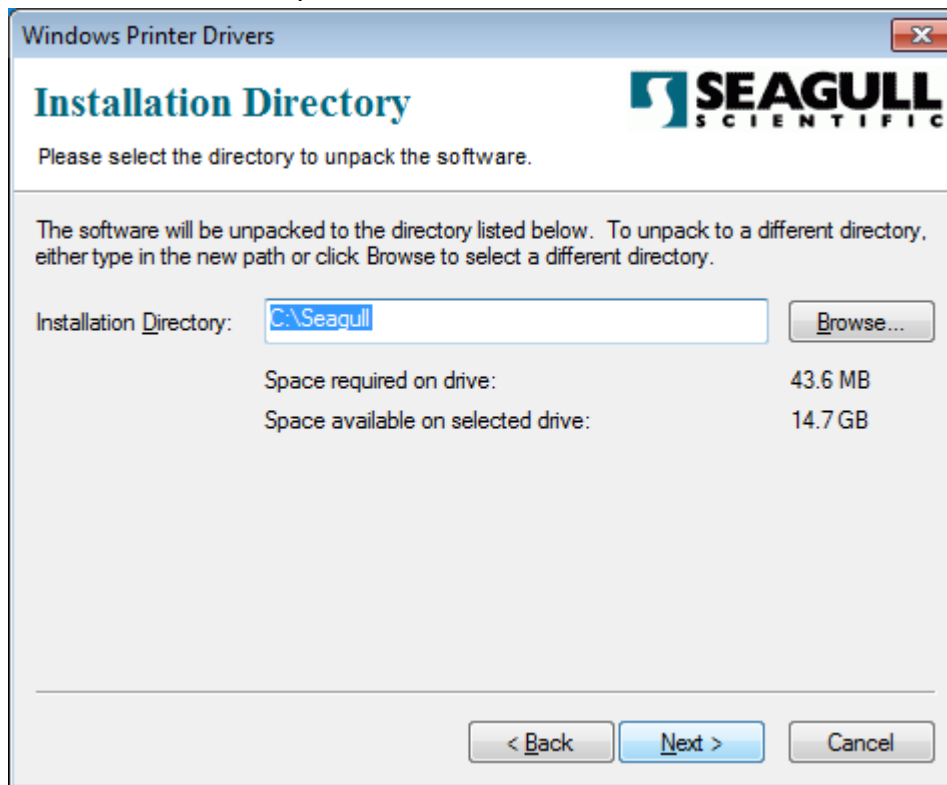 Windows Printer Drivers
Installation Directory
SEAGULL
SCIENTIFIC
Please select the directory to unpack the software.
The software will be unpacked to the directory listed below.  To unpack to a different directory,
either type in the new path or click Browse to select a different directory.
Installation Directory: C:\Seagull Browse...
Space required on drive: 43.6 MB
Space available on selected drive: 14.7 GB
< Back Next > Cancel